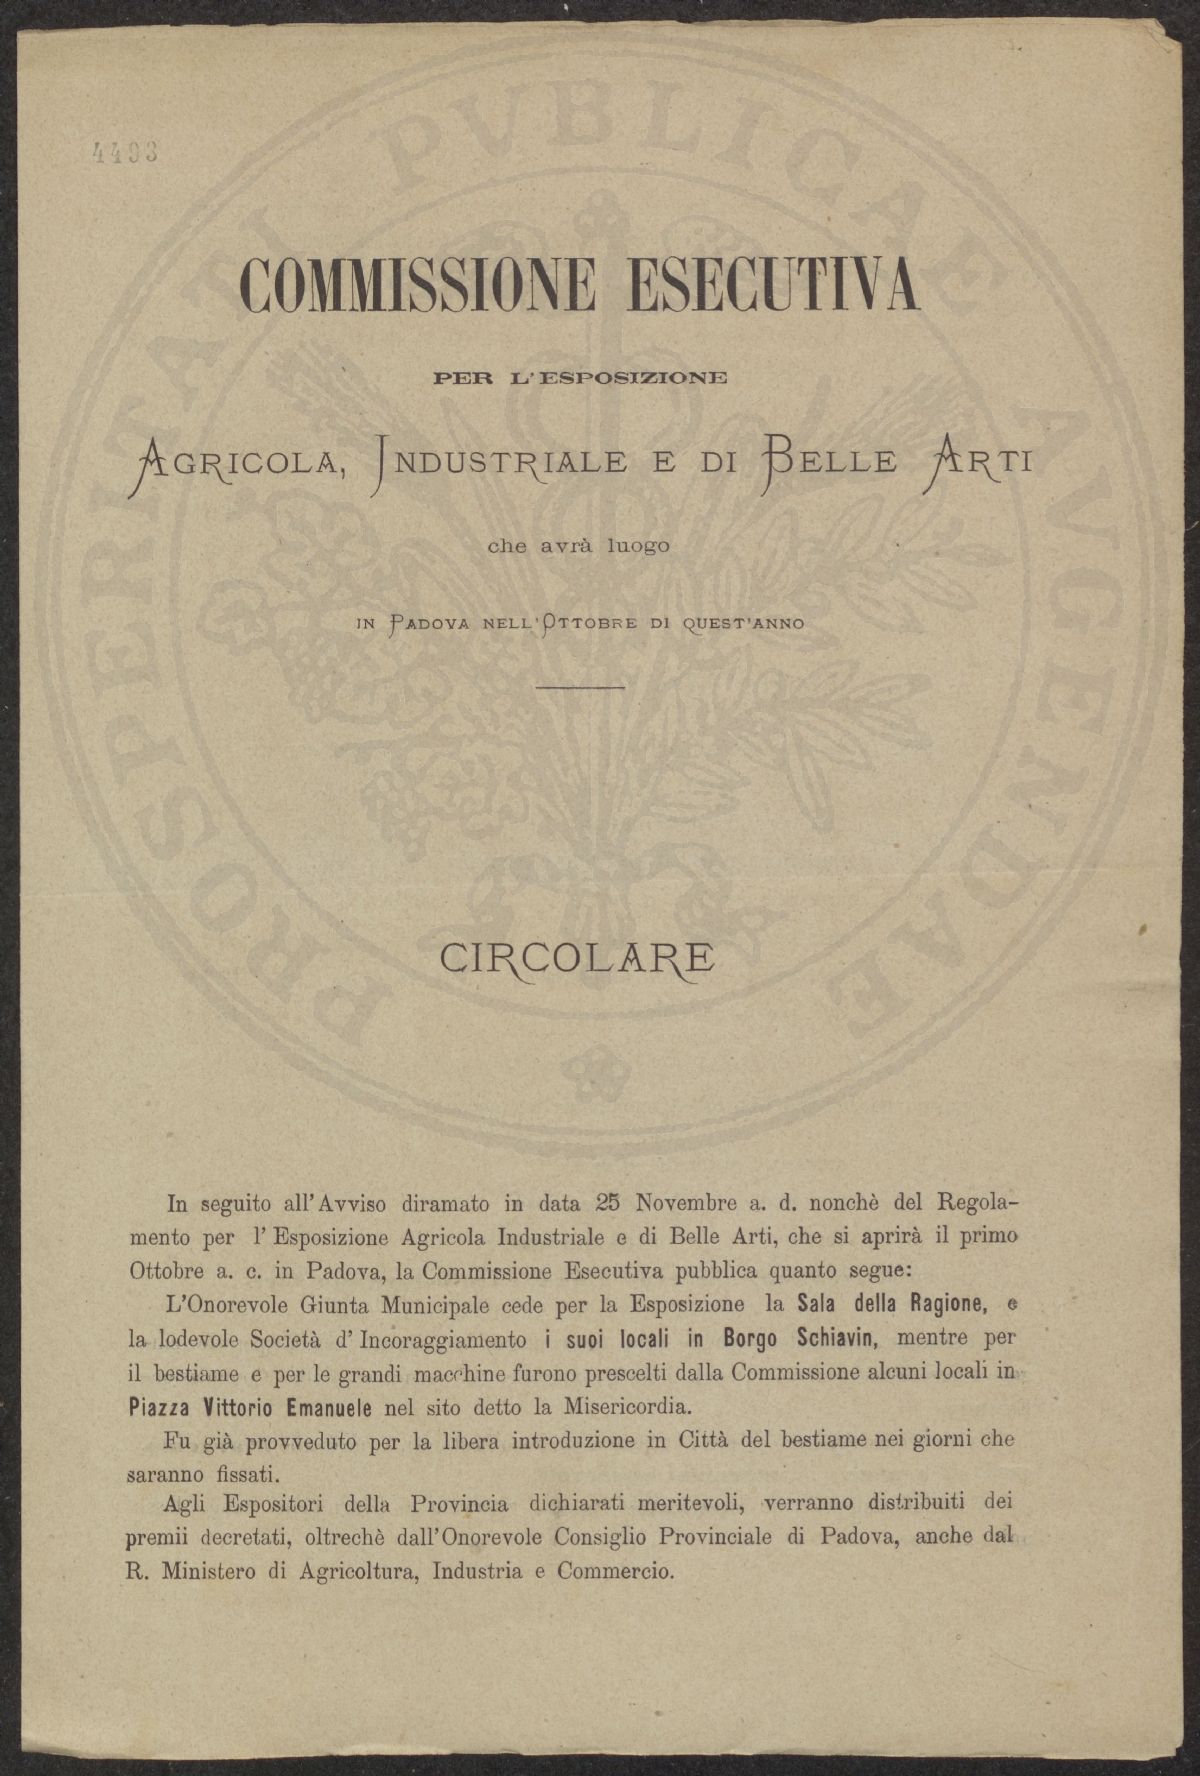 4493
COMMISSIONE ESECUTIVA
PER L'ESPOSIZIONE
AGRICOLA, INDUSTRIALE E DI BELLE ARTI
che avrà luogo
IN PADOVA NELL'OTTOBRE DI QUEST'ANNO
CIRCOLARE
In seguito all'Avviso diramato in data 25 Novembre a. d. nonchè del Regola-
mento per l'Esposizione Agricola Industriale e di Belle Arti, che si aprirà il primo
Ottobre a. c. in Padova, la Commissione Esecutiva pubblica quanto segue:
L'Onorevole Giunta Municipale cede per la Esposizione la Sala della Ragione, e
la lodevole Società d'Incoraggiamento i suoi locali in Borgo Schiavin, mentre per
il bestiame e per le grandi macchine furono prescelti dalla Commissione alcuni locali in
Piazza Vittorio Emanuele nel sito detto la Misericordia.
Fu già provveduto per la libera introduzione in Città del bestiame nei giorni che
saranno fissati.
Agli Espositori della Provincia dichiarati meritevoli, verranno distribuiti dei
premii decretati, oltrechè dall'Onorevole Consiglio Provinciale di Padova, anche dal
R. Ministero di Agricoltura, Industria e Commercio.
PROSPERITATI PVBLICAE AVGENDAE